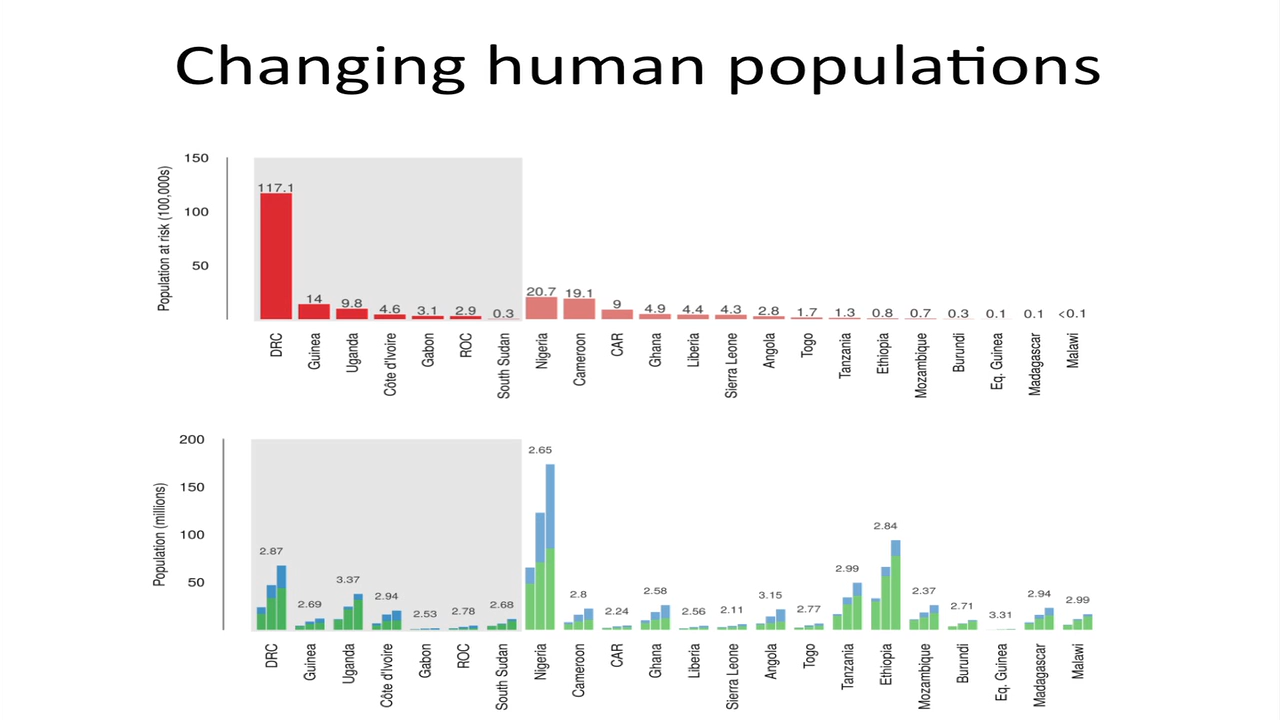 Changing human populations
Population at risk (100,000s)
150
100
50
117.1
14
9.8
4.6
3.1
2.9
0.3
20.7
19.1
9
4.9
4.4
4.3
2.8
1.7
1.3
0.8
0.7
0.3
0.1
0.1
<0.1
DRC
Guinea
Uganda
Côte d'Ivoire
Gabon
ROC
South Sudan
Nigeria
Cameroon
CAR
Ghana
Liberia
Sierra Leone
Angola
Togo
Tanzania
Ethiopia
Mozambique
Burundi
Eq. Guinea
Madagascar
Malawi
Population (millions)
200
150
100
50
2.87
2.69
3.37
2.94
2.53
2.78
2.68
2.65
2.8
2.24
2.58
2.56
2.11
3.15
2.77
2.99
2.84
2.37
2.71
3.31
2.94
2.99
DRC
Guinea
Uganda
Côte d'Ivoire
Gabon
ROC
South Sudan
Nigeria
Cameroon
CAR
Ghana
Liberia
Sierra Leone
Angola
Togo
Tanzania
Ethiopia
Mozambique
Burundi
Eq. Guinea
Madagascar
Malawi